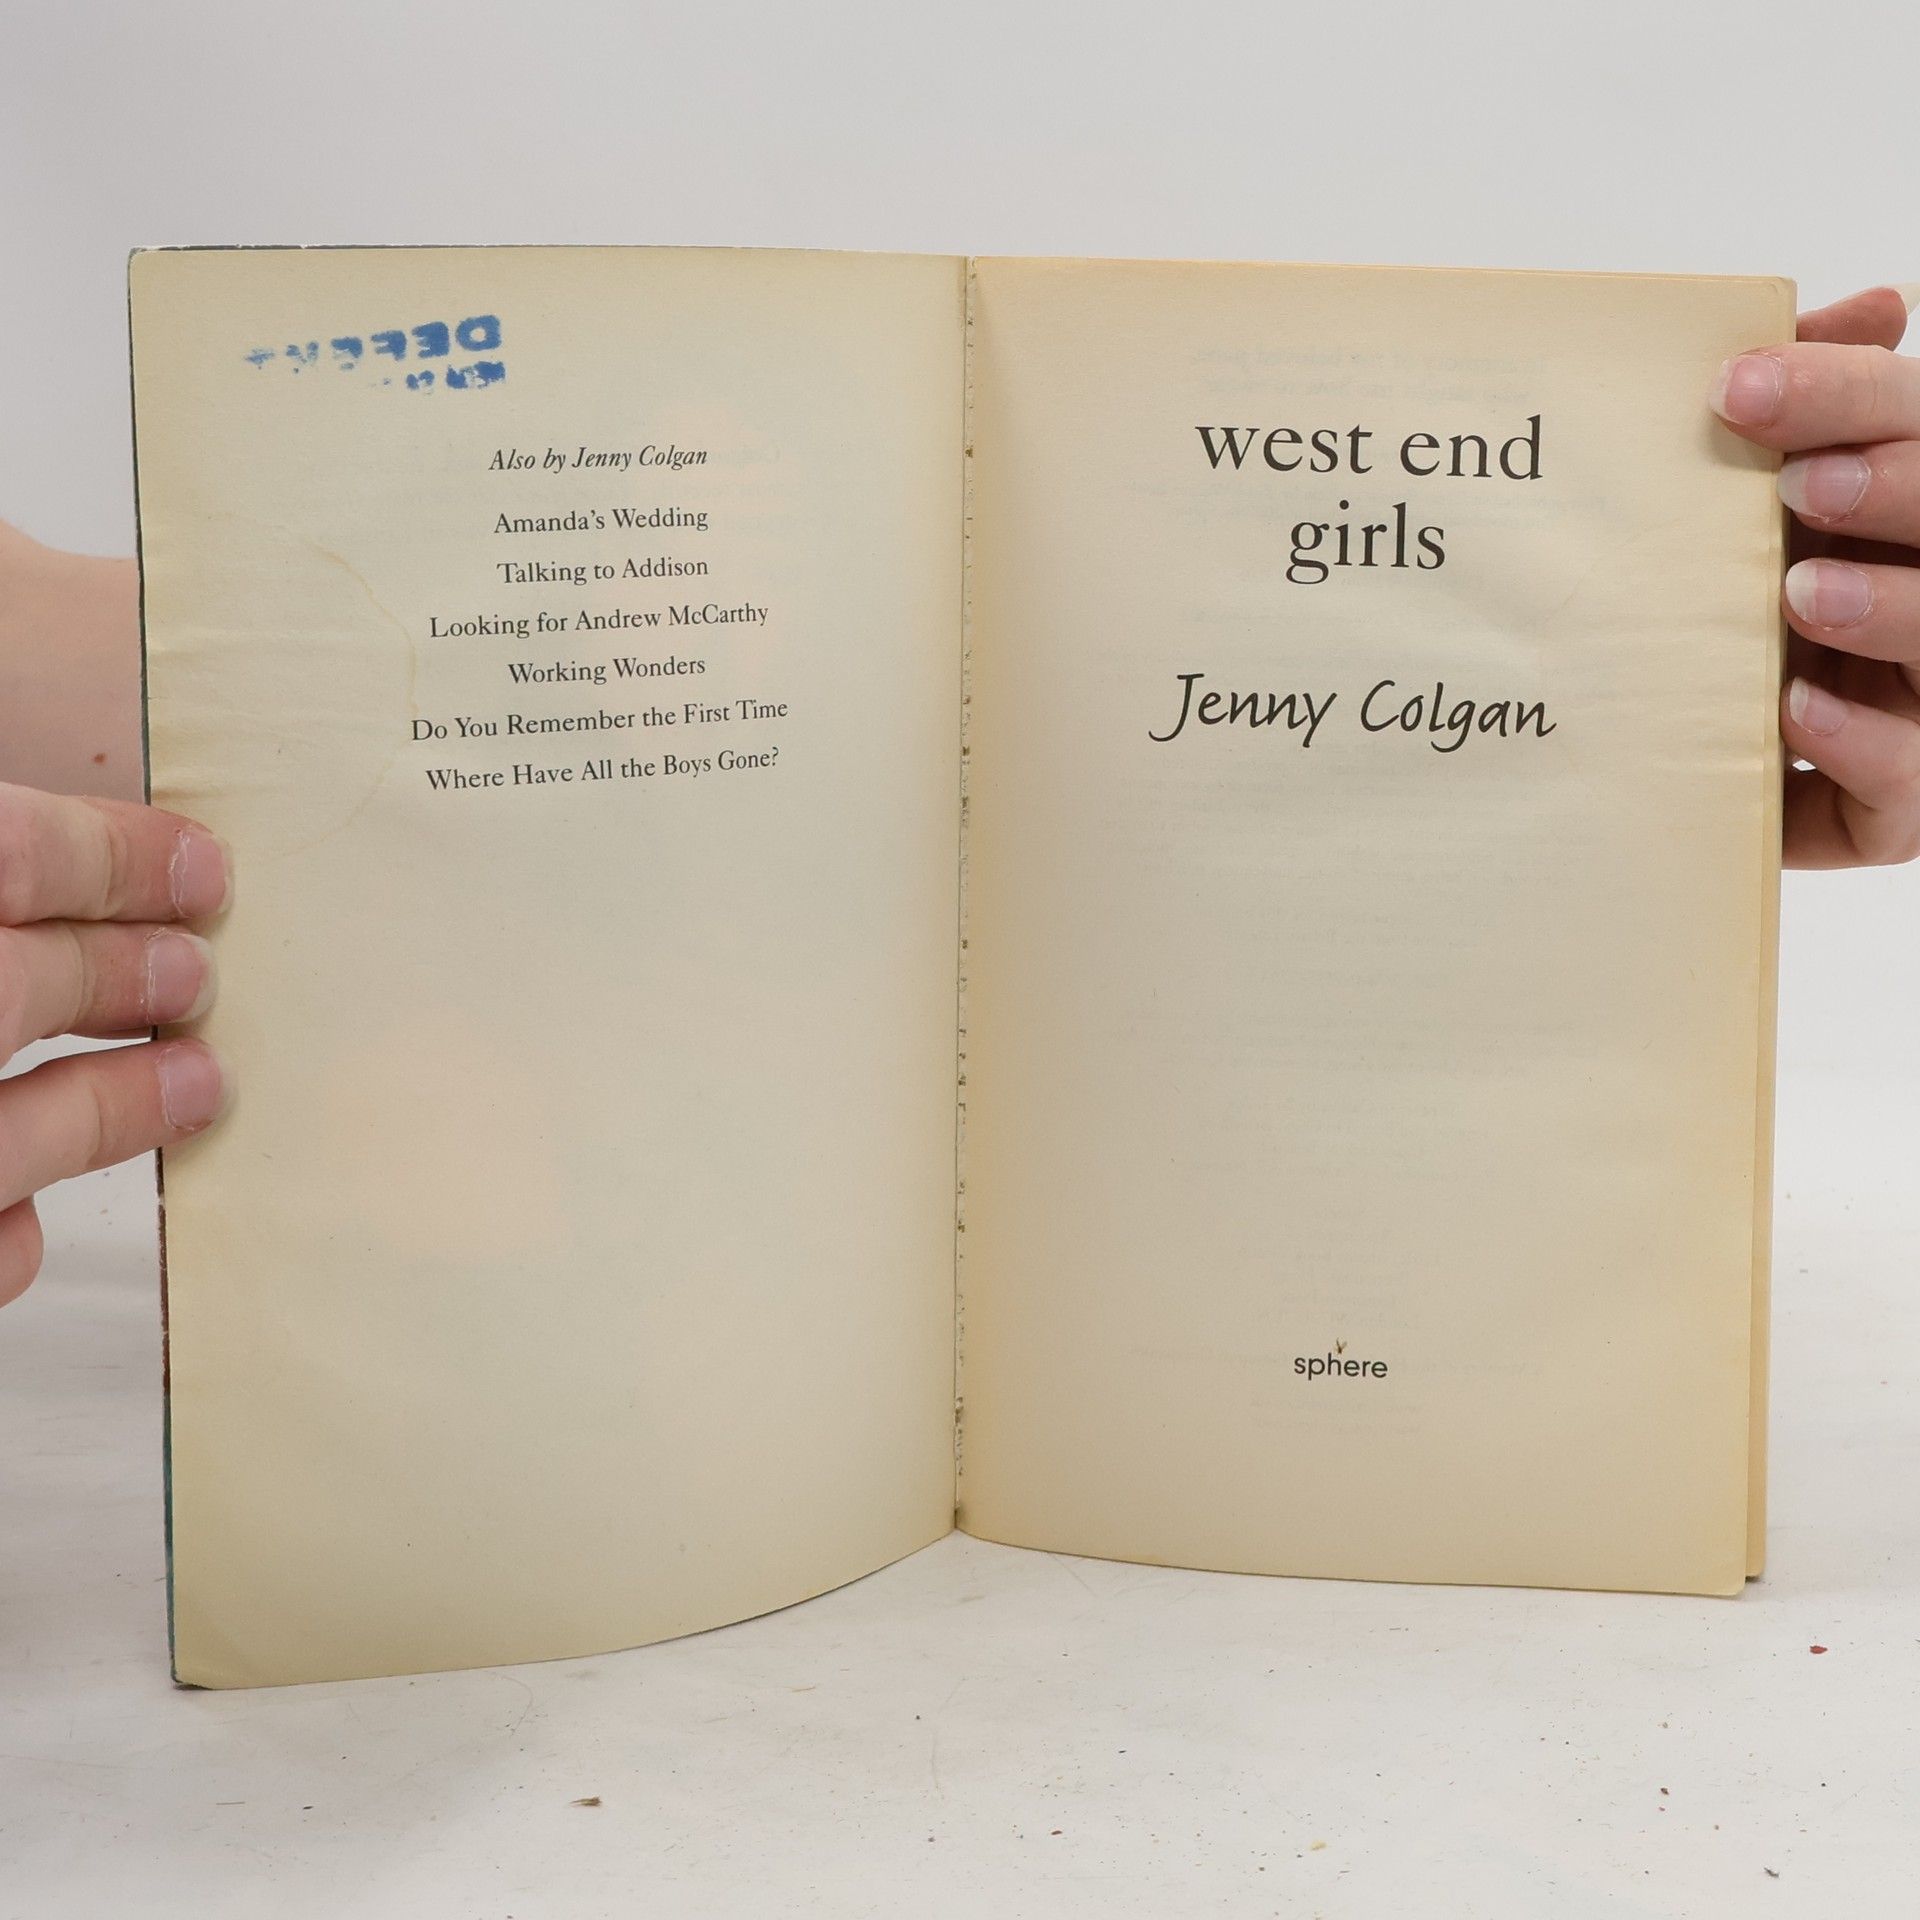 Also by Jenny Colgan
Amanda's Wedding
Talking to Addison
Looking for Andrew McCarthy
Working Wonders
Do You Remember the First Time
Where Have All the Boys Gone?
west end
girls
Jenny Colgan
sphere